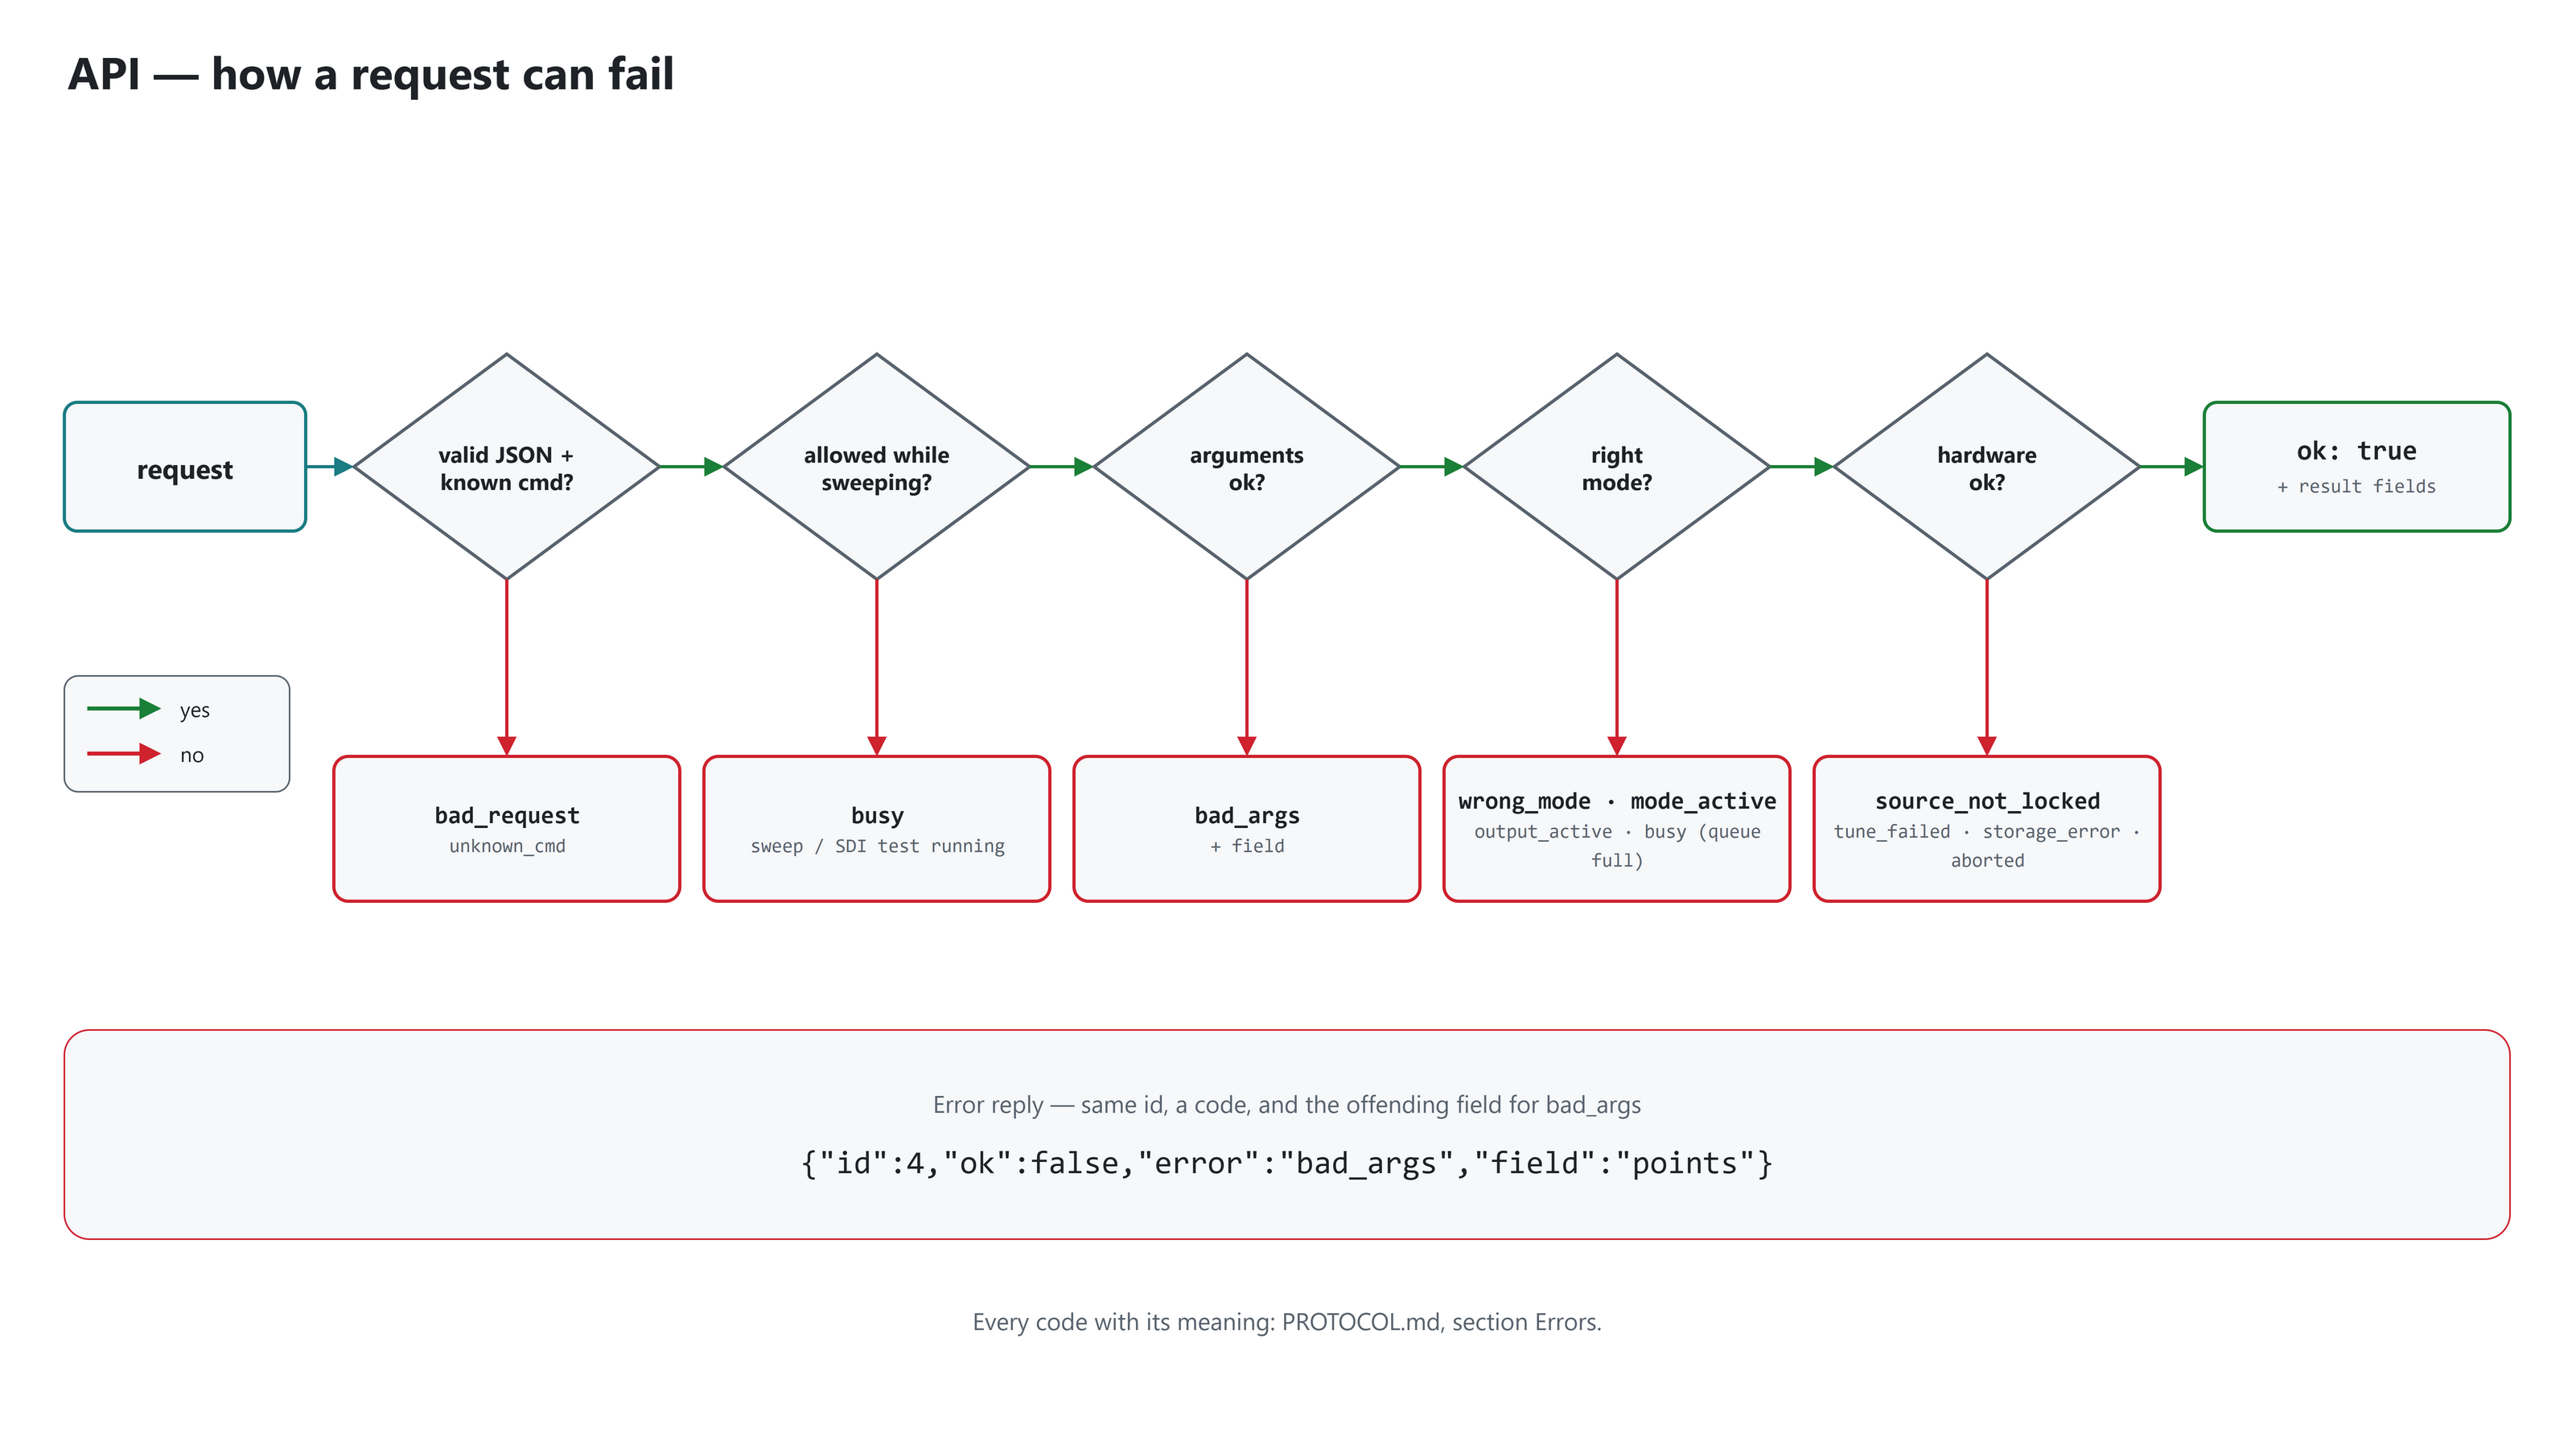 API — how a request can fail
request
valid JSON +
known cmd?
allowed while
sweeping?
arguments
ok?
right
mode?
hardware
ok?
ok: true
+ result fields
yes
no
bad_request
unknown_cmd
busy
sweep / SDI test running
bad_args
+ field
wrong_mode · mode_active
output_active · busy (queue
full)
source_not_locked
tune_failed · storage_error ·
aborted
Error reply — same id, a code, and the offending field for bad_args
{"id":4,"ok":false,"error":"bad_args","field":"points"}
Every code with its meaning: PROTOCOL.md, section Errors.